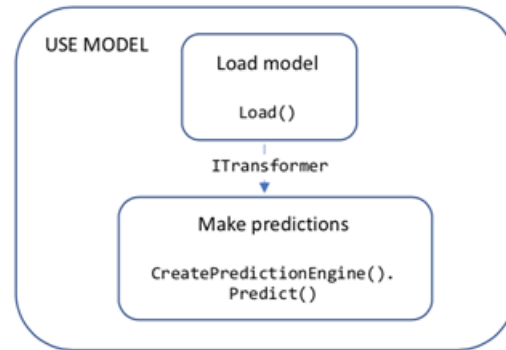 USE MODEL
Load model
Load()
ITransformer
Make predictions
CreatePredictionEngine().
Predict()